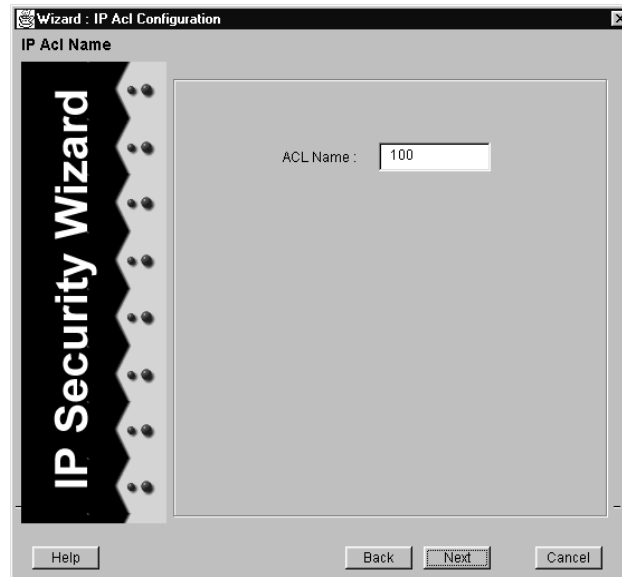 Wizard : IP Acl Configuration
IP Acl Name
IP Security Wizard
ACL Name : 100
Help Back Next Cancel